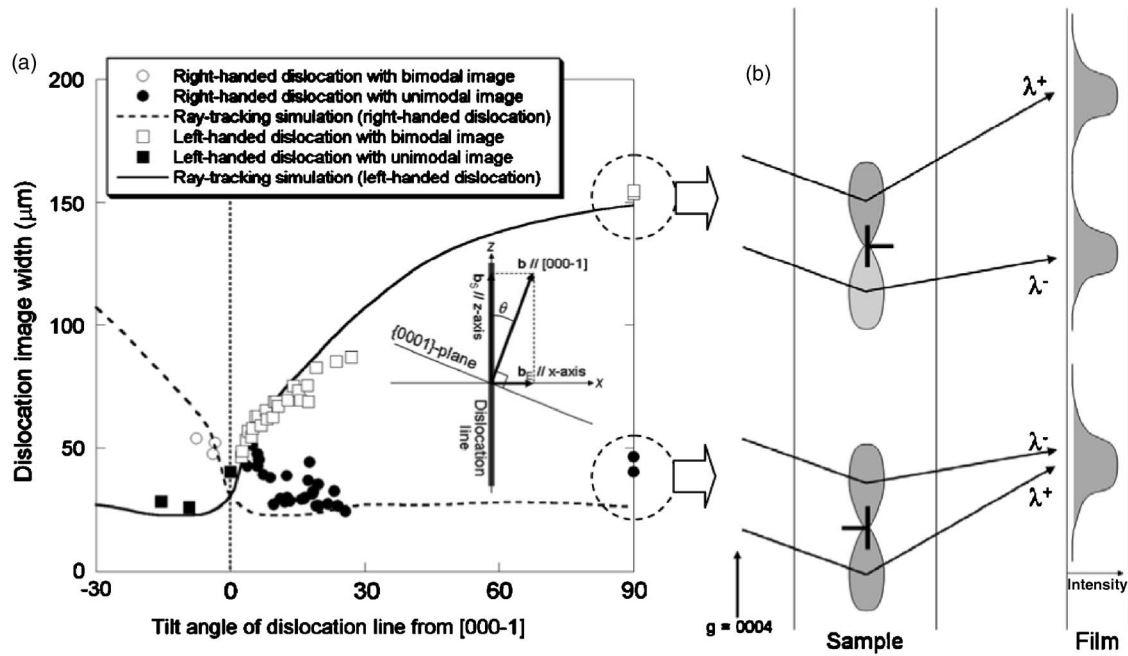 (a)
200
150
100
50
0
Dislocation image width (μm)
Right-handed dislocation with bimodal image
Right-handed dislocation with unimodal image
Ray-tracking simulation (right-handed dislocation)
Left-handed dislocation with bimodal image
Left-handed dislocation with unimodal image
Ray-tracking simulation (left-handed dislocation)
z
b // [000-1]
bS // z-axis
θ
{0001}-plane
bE // x-axis
x
Dislocation line
-30
0
30
60
90
Tilt angle of dislocation line from [000-1]
(b)
λ+
λ-
λ-
λ+
g = 0004
Sample
Intensity
Film